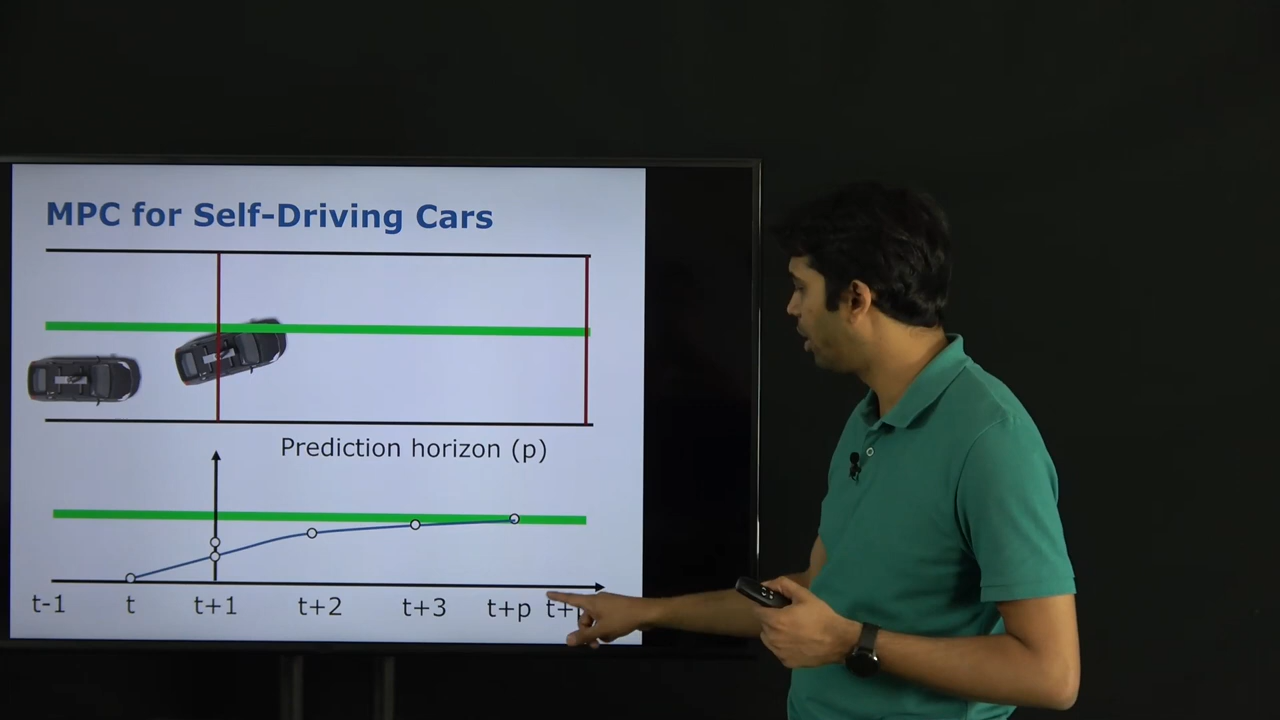 MPC for Self-Driving Cars
Prediction horizon (p)
t-1 t t+1 t+2 t+3 t+p